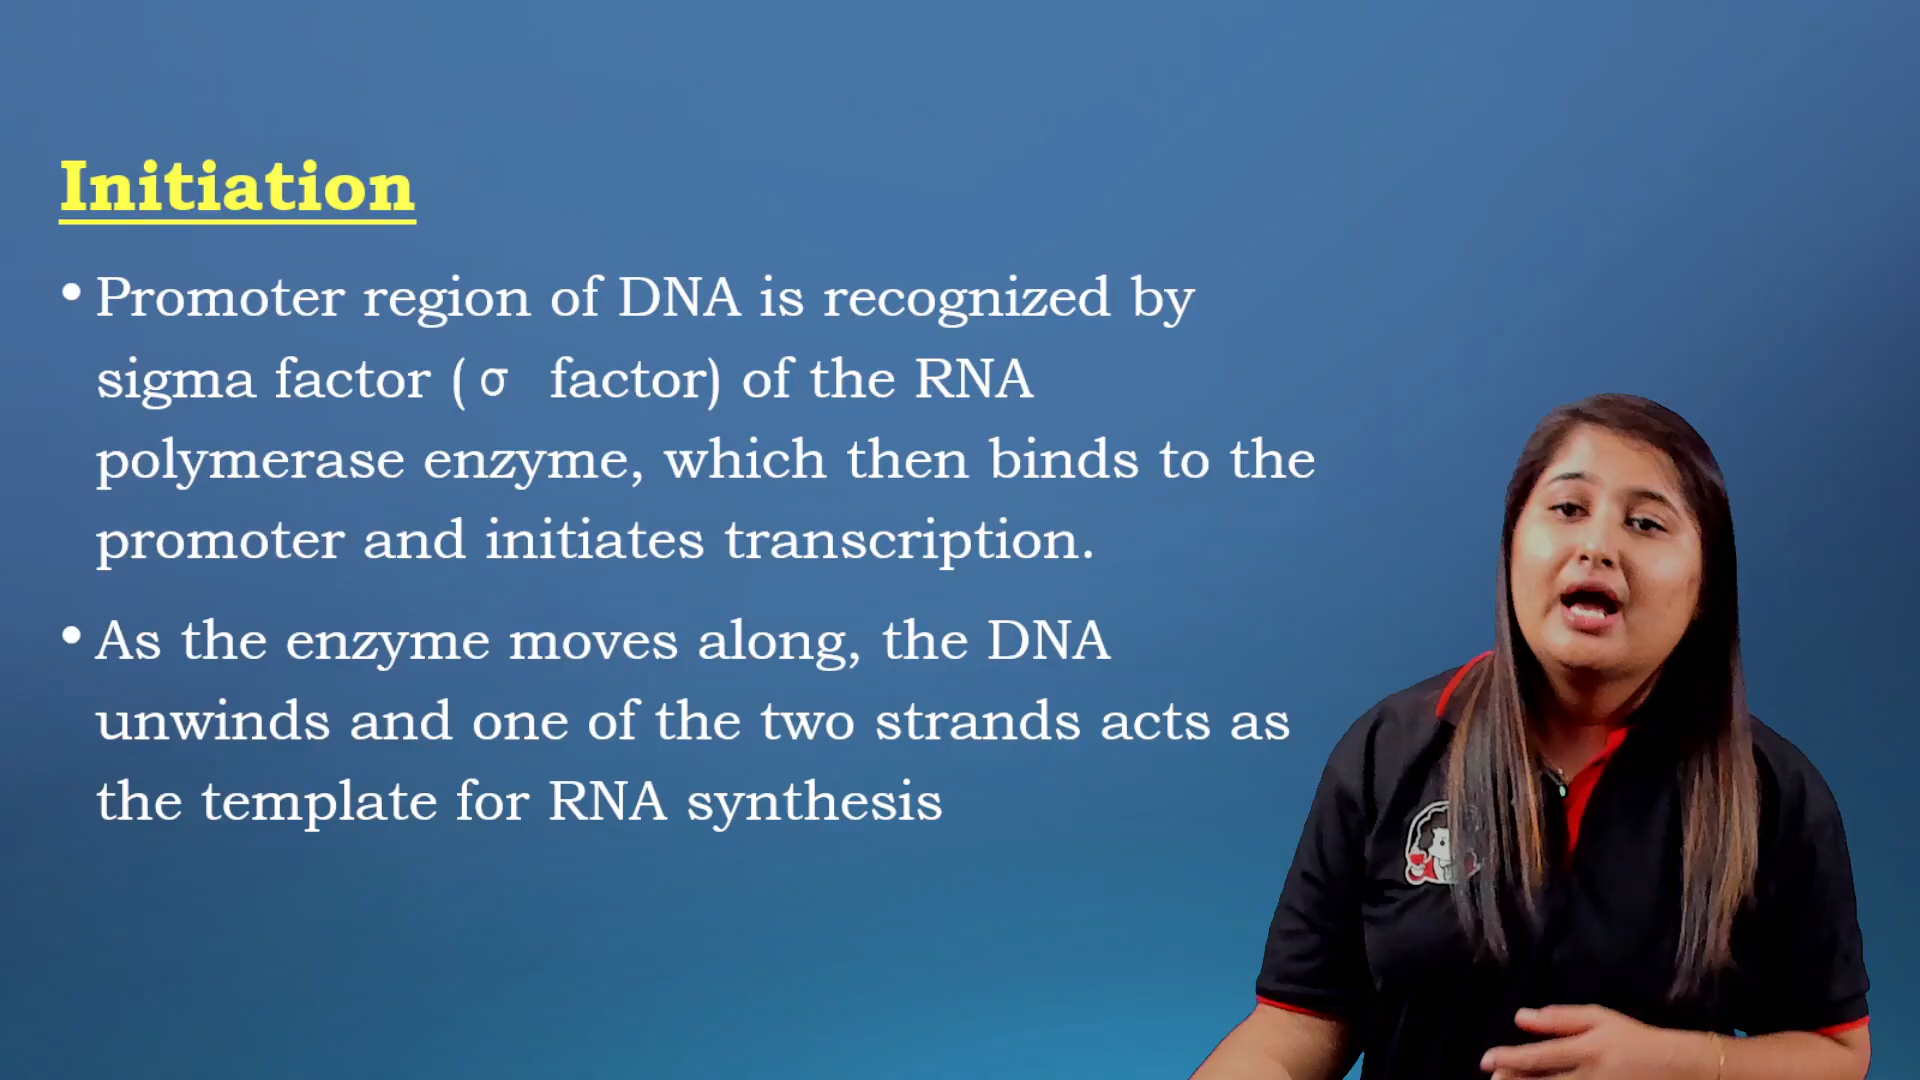 Initiation
• Promoter region of DNA is recognized by
sigma factor ( σ factor) of the RNA
polymerase enzyme, which then binds to the
promoter and initiates transcription.
• As the enzyme moves along, the DNA
unwinds and one of the two strands acts as
the template for RNA synthesis